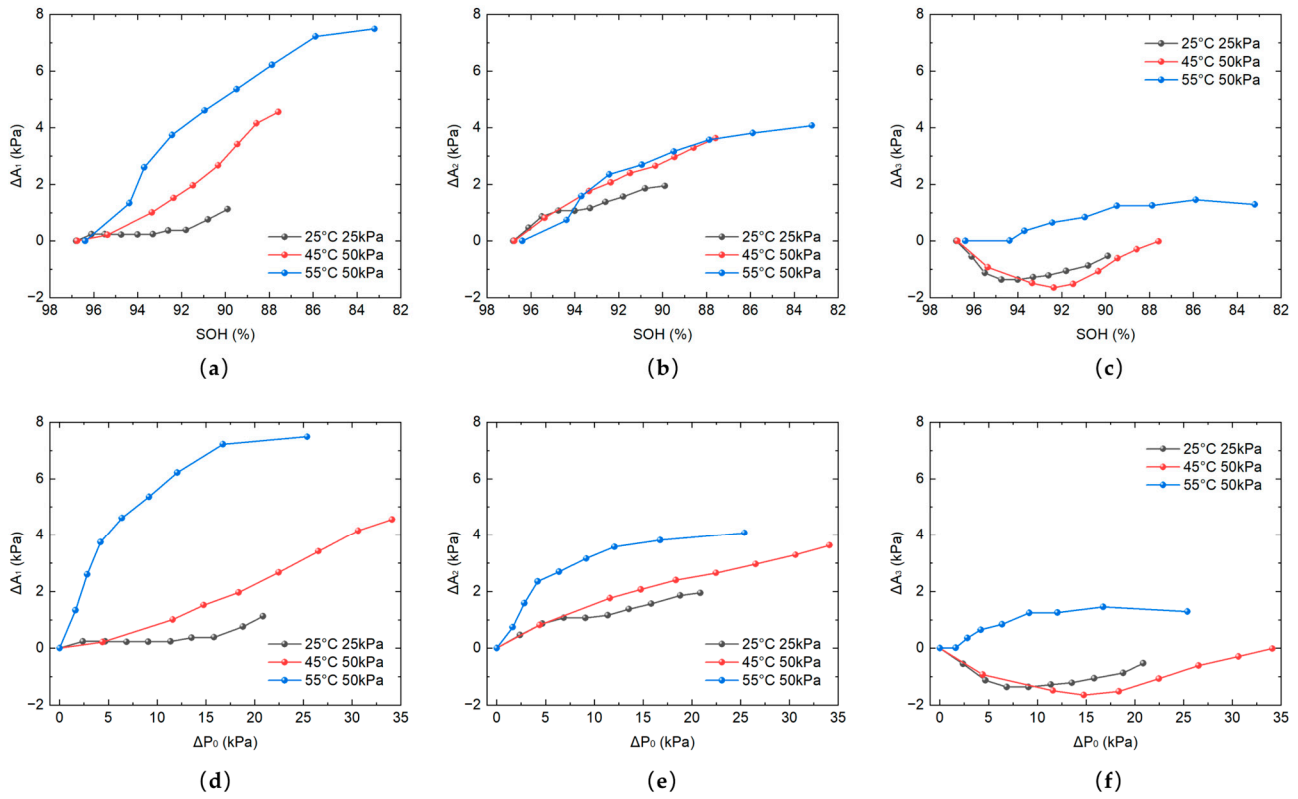 8
6
4
2
0
−2
ΔA₁ (kPa)
25°C 25kPa
45°C 50kPa
55°C 50kPa
98 96 94 92 90 88 86 84 82
SOH (%)
(a)
8
6
4
2
0
−2
ΔA₂ (kPa)
25°C 25kPa
45°C 50kPa
55°C 50kPa
98 96 94 92 90 88 86 84 82
SOH (%)
(b)
8
6
4
2
0
−2
ΔA₃ (kPa)
25°C 25kPa
45°C 50kPa
55°C 50kPa
98 96 94 92 90 88 86 84 82
SOH (%)
(c)
8
6
4
2
0
−2
ΔA₁ (kPa)
25°C 25kPa
45°C 50kPa
55°C 50kPa
0 5 10 15 20 25 30 35
ΔP₀ (kPa)
(d)
8
6
4
2
0
−2
ΔA₂ (kPa)
25°C 25kPa
45°C 50kPa
55°C 50kPa
0 5 10 15 20 25 30 35
ΔP₀ (kPa)
(e)
8
6
4
2
0
−2
ΔA₃ (kPa)
25°C 25kPa
45°C 50kPa
55°C 50kPa
0 5 10 15 20 25 30 35
ΔP₀ (kPa)
(f)